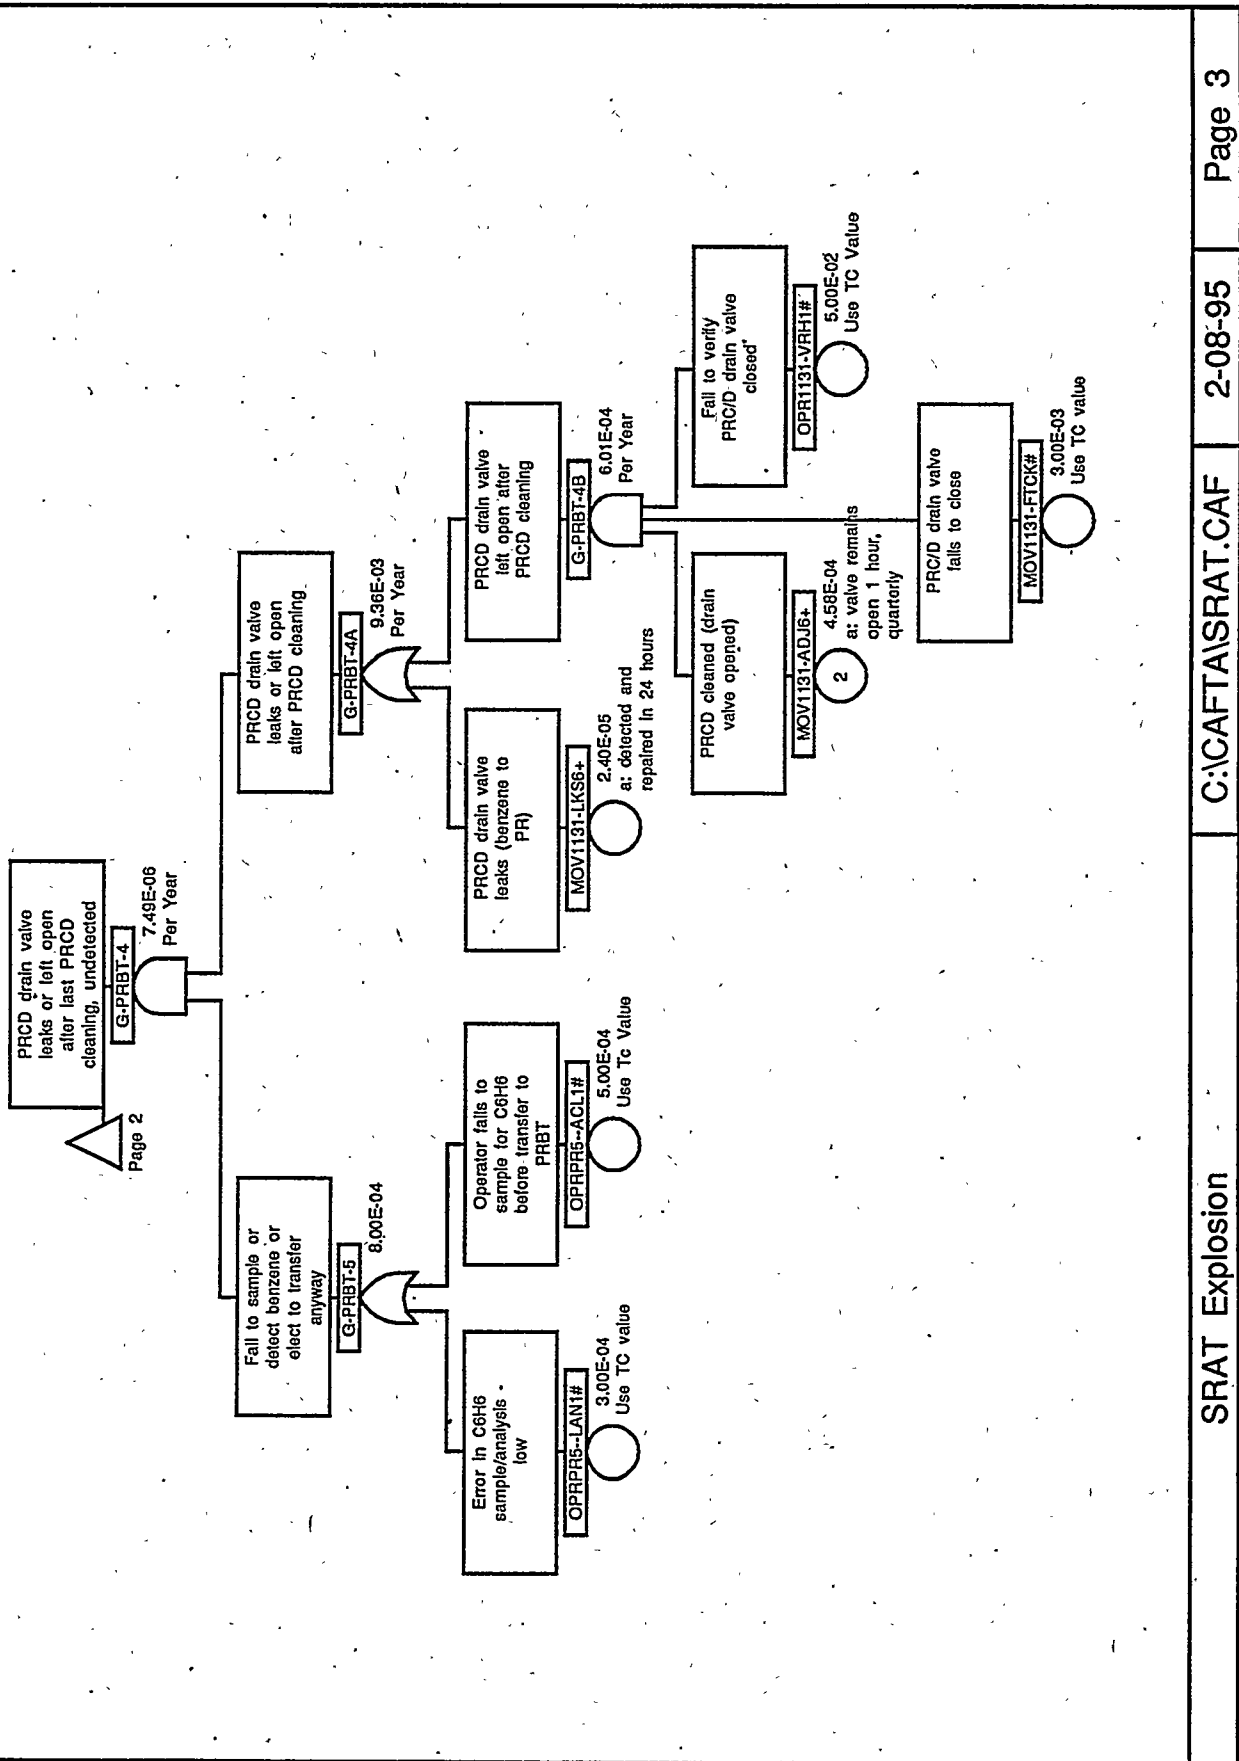 PRCD drain valve
leaks or left open
after last PRCD
cleaning, undetected
G-PRBT-4
7.49E-06
Per Year
Page 2
Fail to sample or
detect benzene or
elect to transfer
anyway
G-PRBT-5
8.00E-04
PRCD drain valve
leaks or left open
after PRCD cleaning
G-PRBT-4A
9.36E-03
Per Year
Error in C6H6
sample/analysis -
low
OPRPR5--LAN1#
3.00E-04
Use TC value
Operator fails to
sample for C6H6
before transfer to
PRBT
OPRPR5--ACL1#
5.00E-04
Use Tc Value
PRCD drain valve
leaks (benzene to
PR)
MOV1131-LKS6+
2.40E-05
a: detected and
repaired in 24 hours
PRCD drain valve
left open after
PRCD cleaning
G-PRBT-4B
6.01E-04
Per Year
PRCD cleaned (drain
valve opened)
MOV1131-ADJ6+
2
4.58E-04
a: valve remains
open 1 hour,
quarterly
Fail to verify
PRC/D drain valve
closed"
OPR1131-VRH1#
5.00E-02
Use TC Value
PRC/D drain valve
fails to close
MOV1131-FTCK#
3.00E-03
Use TC value
SRAT Explosion
C:\CAFTA\SRAT.CAF
2-08-95
Page 3